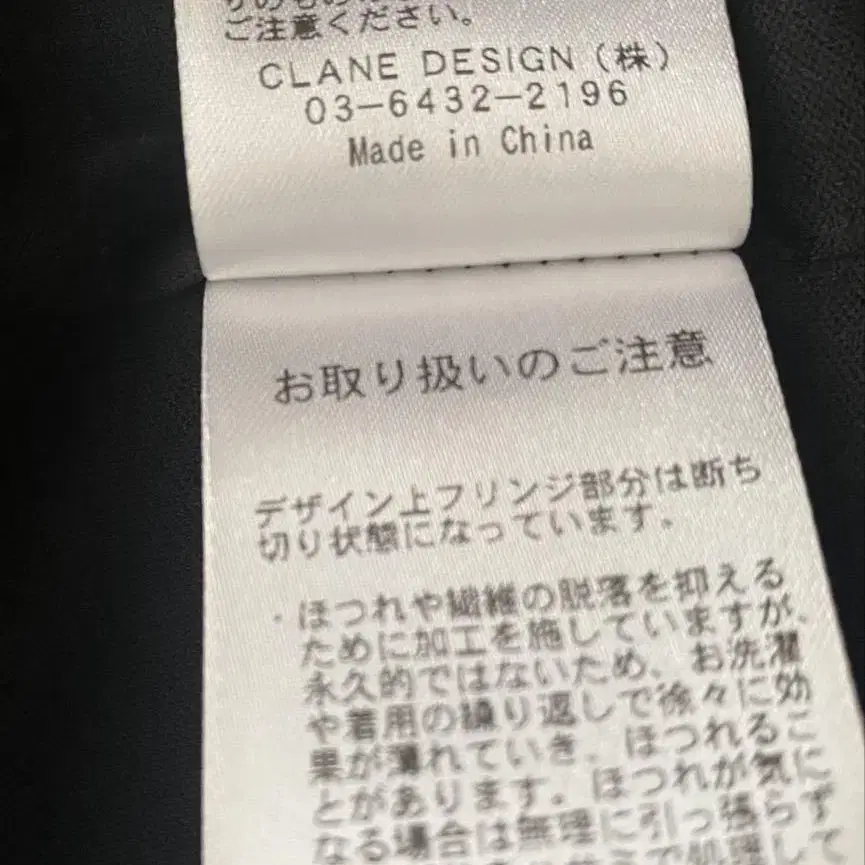 ご注意ください。
CLANE DESIGN（株）
03-6432-2196
Made in China
お取り扱いのご注意
デザイン上フリンジ部分は断ち
切り状態になっています。
・ほつれや繊維の脱落を抑える
ために加工を施していますが、
永久的ではないため、お洗濯
や着用の繰り返しで徐々に効
果が薄れていき、ほつれるこ
とがあります。ほつれが気に
なる場合は無理に引っ張らず